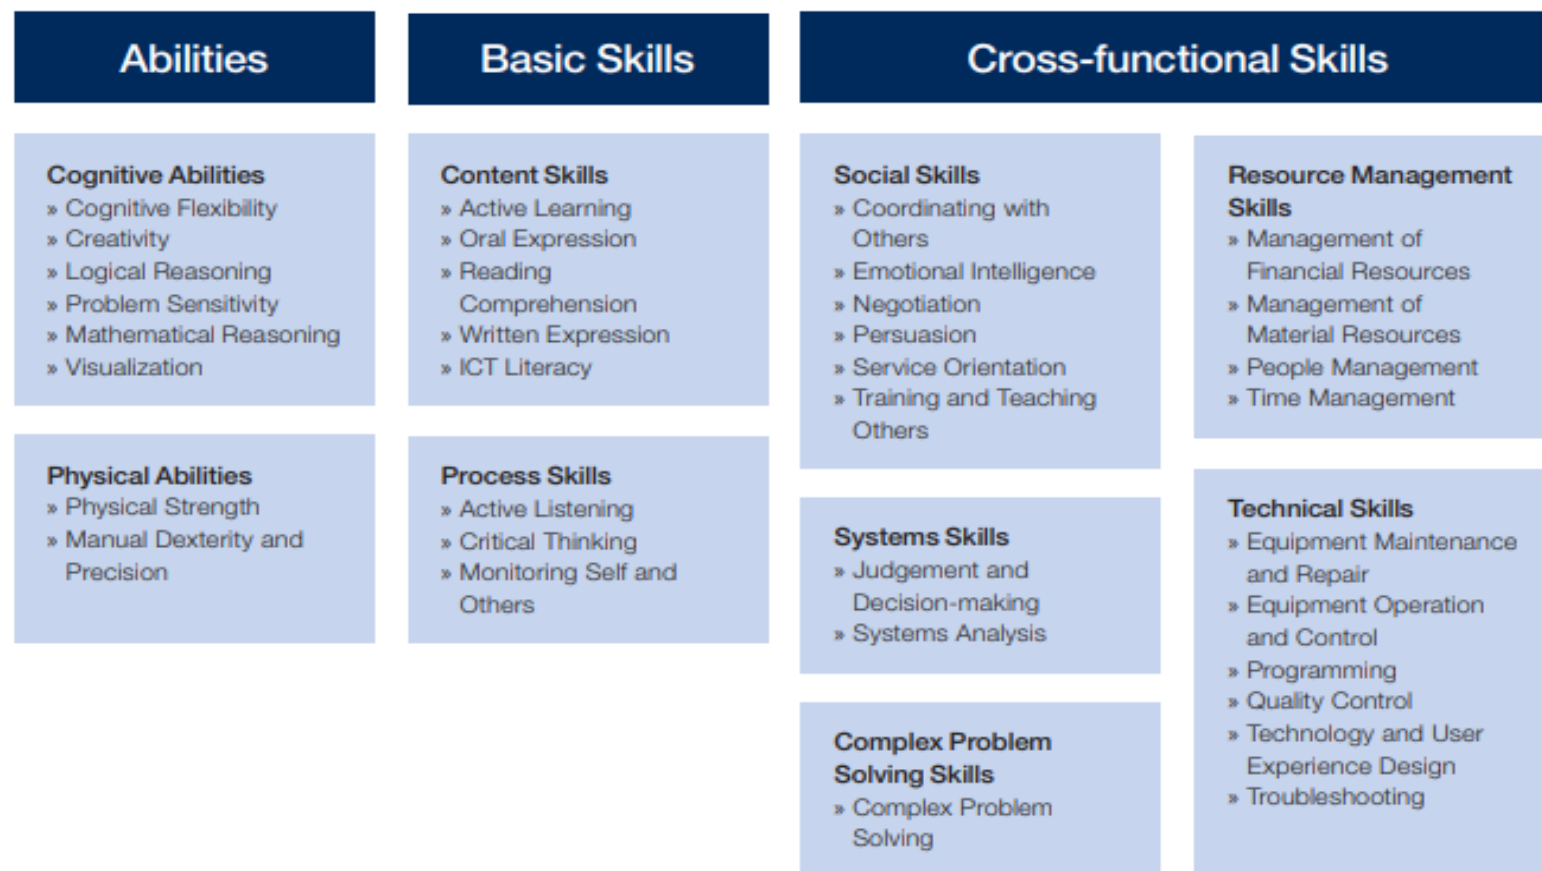 Abilities
Cognitive Abilities
» Cognitive Flexibility
» Creativity
» Logical Reasoning
» Problem Sensitivity
» Mathematical Reasoning
» Visualization
Physical Abilities
» Physical Strength
» Manual Dexterity and
Precision
Basic Skills
Content Skills
» Active Learning
» Oral Expression
» Reading
Comprehension
» Written Expression
» ICT Literacy
Process Skills
» Active Listening
» Critical Thinking
» Monitoring Self and
Others
Cross-functional Skills
Social Skills
» Coordinating with
Others
» Emotional Intelligence
» Negotiation
» Persuasion
» Service Orientation
» Training and Teaching
Others
Systems Skills
» Judgement and
Decision-making
» Systems Analysis
Complex Problem
Solving Skills
» Complex Problem
Solving
Resource Management
Skills
» Management of
Financial Resources
» Management of
Material Resources
» People Management
» Time Management
Technical Skills
» Equipment Maintenance
and Repair
» Equipment Operation
and Control
» Programming
» Quality Control
» Technology and User
Experience Design
» Troubleshooting